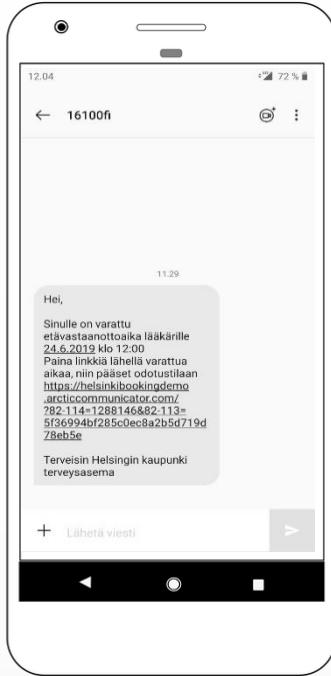 12.04
72 %
16100fi
11.29
Hei,
Sinulle on varattu
etävastaanottoaika lääkärille
24.6.2019 klo 12:00
Paina linkkiä lähellä varattua
aikaa, niin pääset odotustilaan
https://helsinkibookingdemo
.arcticcommunicator.com/
?82-114=1288146&82-113=
5f36994bf285c0ec8a2b5d719d
78eb5e
Terveisin Helsingin kaupunki
terveysasema
Lähetä viesti